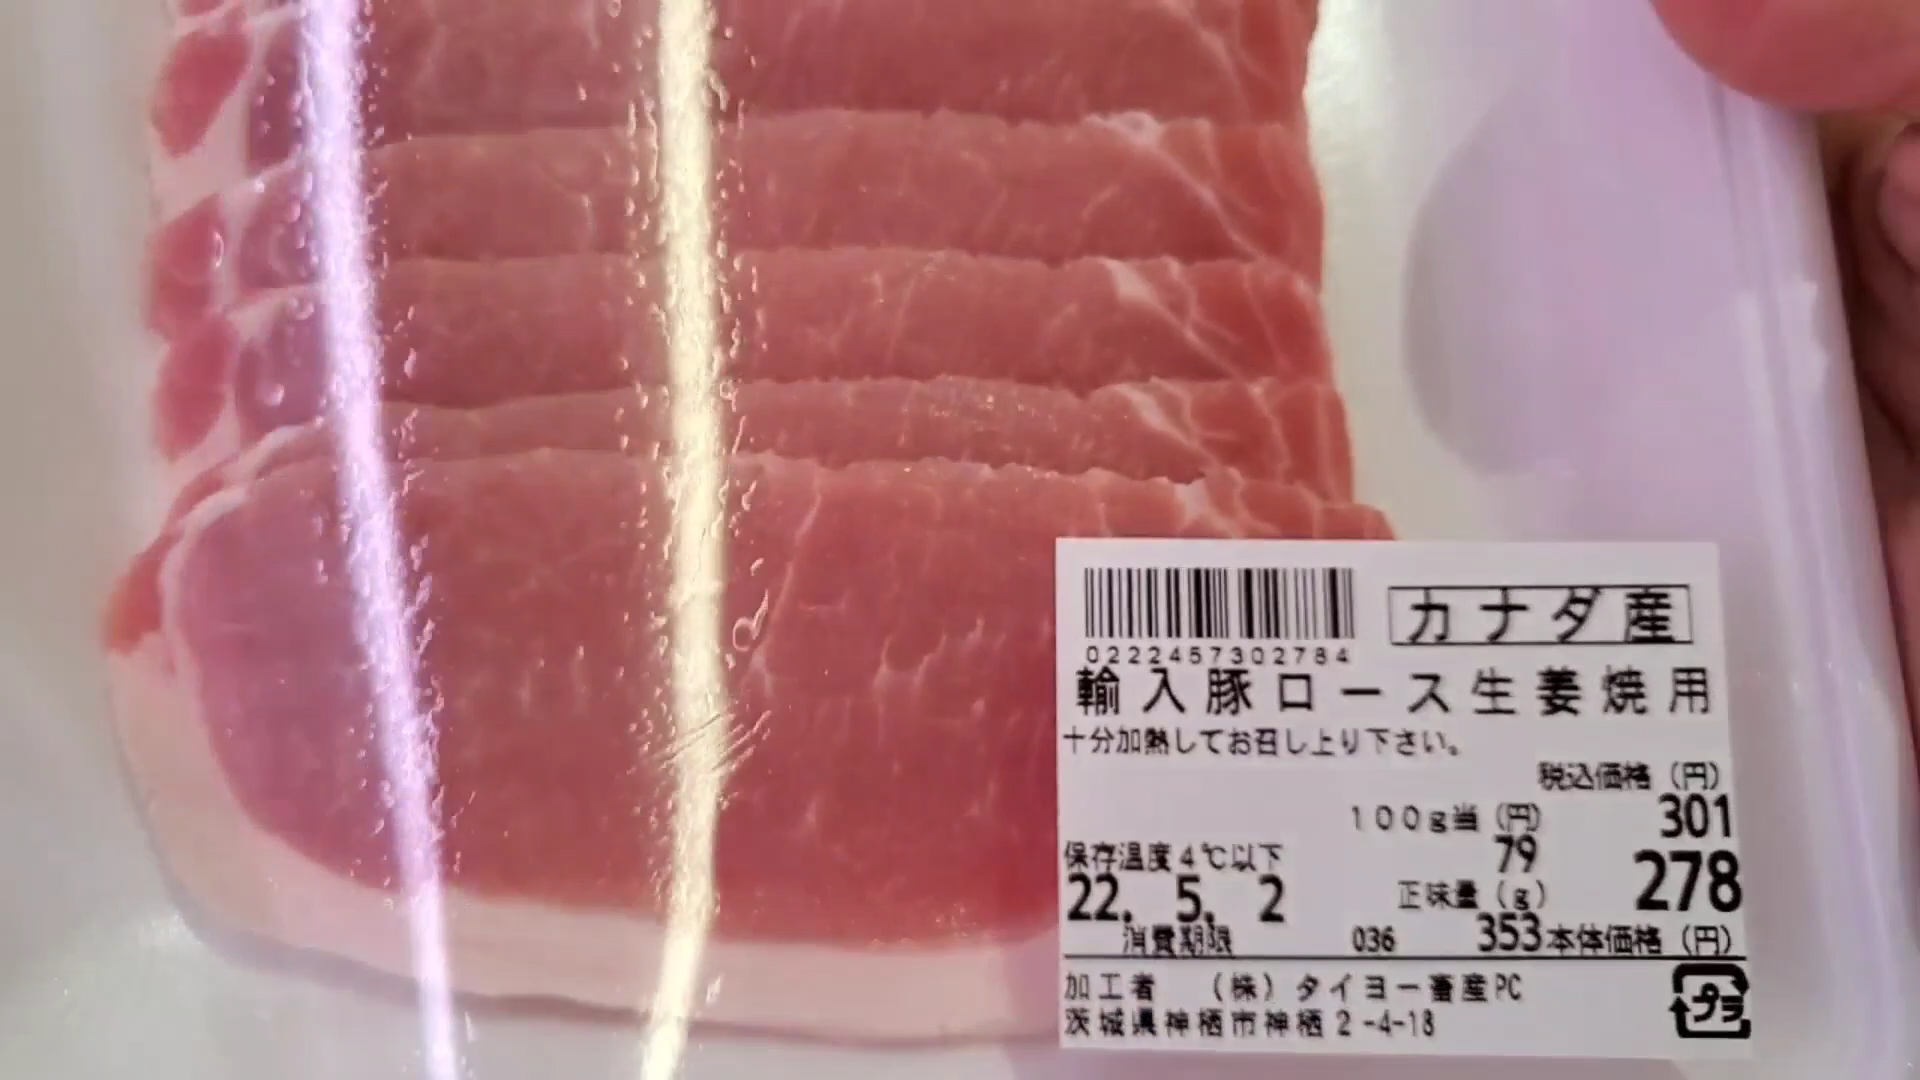 カナダ産
0222457302784
輸入豚ロース生姜焼用
十分加熱してお召し上り下さい。
税込価格（円）
100g当（円） 301
保存温度4℃以下 79 278
22. 5. 2 正味量（g）
消費期限 036 353 本体価格（円）
加工者 （株）タイヨー畜産PC
茨城県神栖市神栖2-4-18
プラ